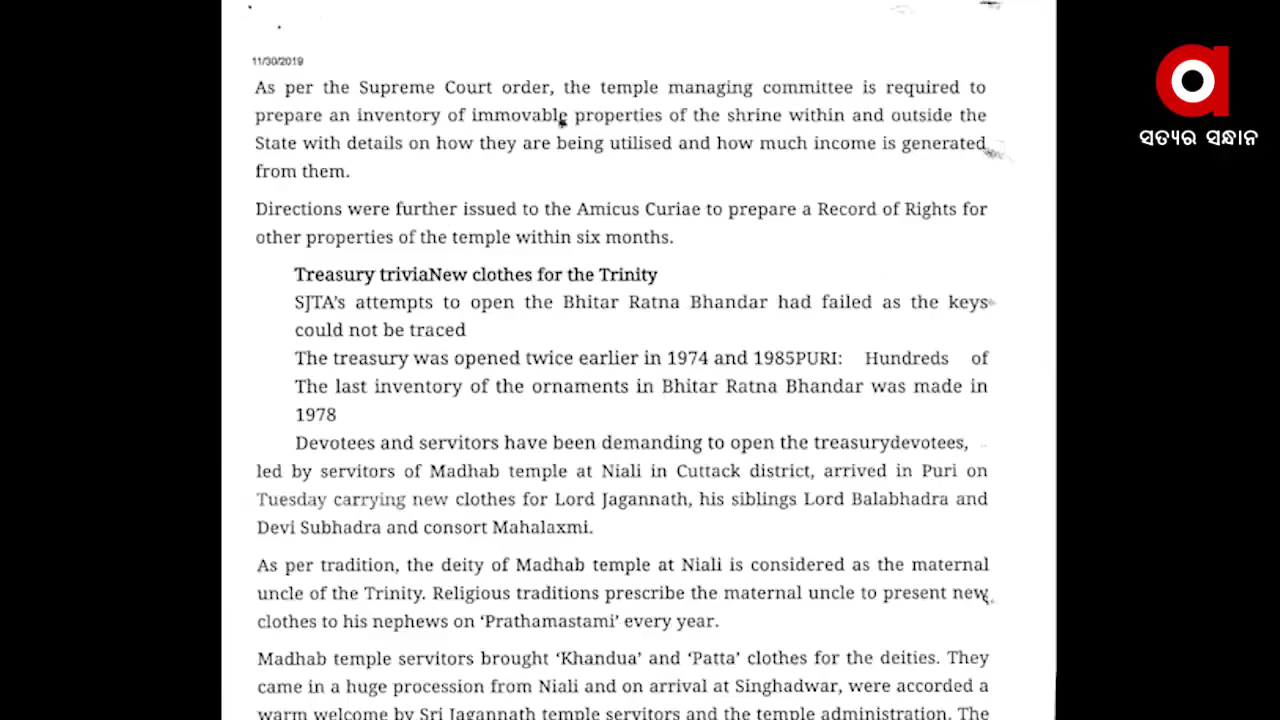 11/30/2019
As per the Supreme Court order, the temple managing committee is required to
prepare an inventory of immovable properties of the shrine within and outside the
State with details on how they are being utilised and how much income is generated
from them.
Directions were further issued to the Amicus Curiae to prepare a Record of Rights for
other properties of the temple within six months.
Treasury triviaNew clothes for the Trinity
SJTA's attempts to open the Bhitar Ratna Bhandar had failed as the keys
could not be traced
The treasury was opened twice earlier in 1974 and 1985PURI: Hundreds of
The last inventory of the ornaments in Bhitar Ratna Bhandar was made in
1978
Devotees and servitors have been demanding to open the treasurydevotees,
led by servitors of Madhab temple at Niali in Cuttack district, arrived in Puri on
Tuesday carrying new clothes for Lord Jagannath, his siblings Lord Balabhadra and
Devi Subhadra and consort Mahalaxmi.
As per tradition, the deity of Madhab temple at Niali is considered as the maternal
uncle of the Trinity. Religious traditions prescribe the maternal uncle to present new
clothes to his nephews on ‘Prathamastami’ every year.
Madhab temple servitors brought ‘Khandua’ and ‘Patta’ clothes for the deities. They
came in a huge procession from Niali and on arrival at Singhadwar, were accorded a
warm welcome by Sri Jagannath temple servitors and the temple administration. The
ସତ୍ୟର ସନ୍ଧାନ